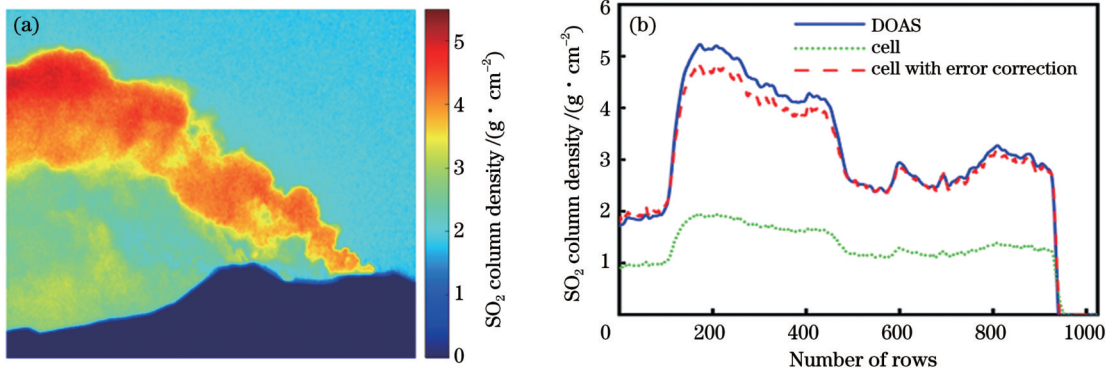 (a)
5
4
3
2
1
0
SO₂ column density /(g · cm⁻²)
(b)
6
5
4
3
2
1
0
200
400
600
800
1000
SO₂ column density /(g · cm⁻²)
Number of rows
DOAS
cell
cell with error correction